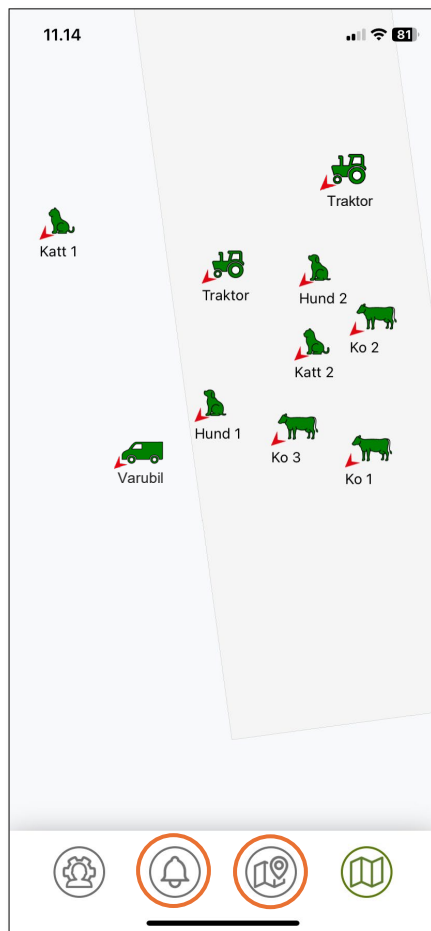 11.14
81
Traktor
Katt 1
Traktor
Hund 2
Ko 2
Katt 2
Hund 1
Ko 3
Ko 1
Varubil